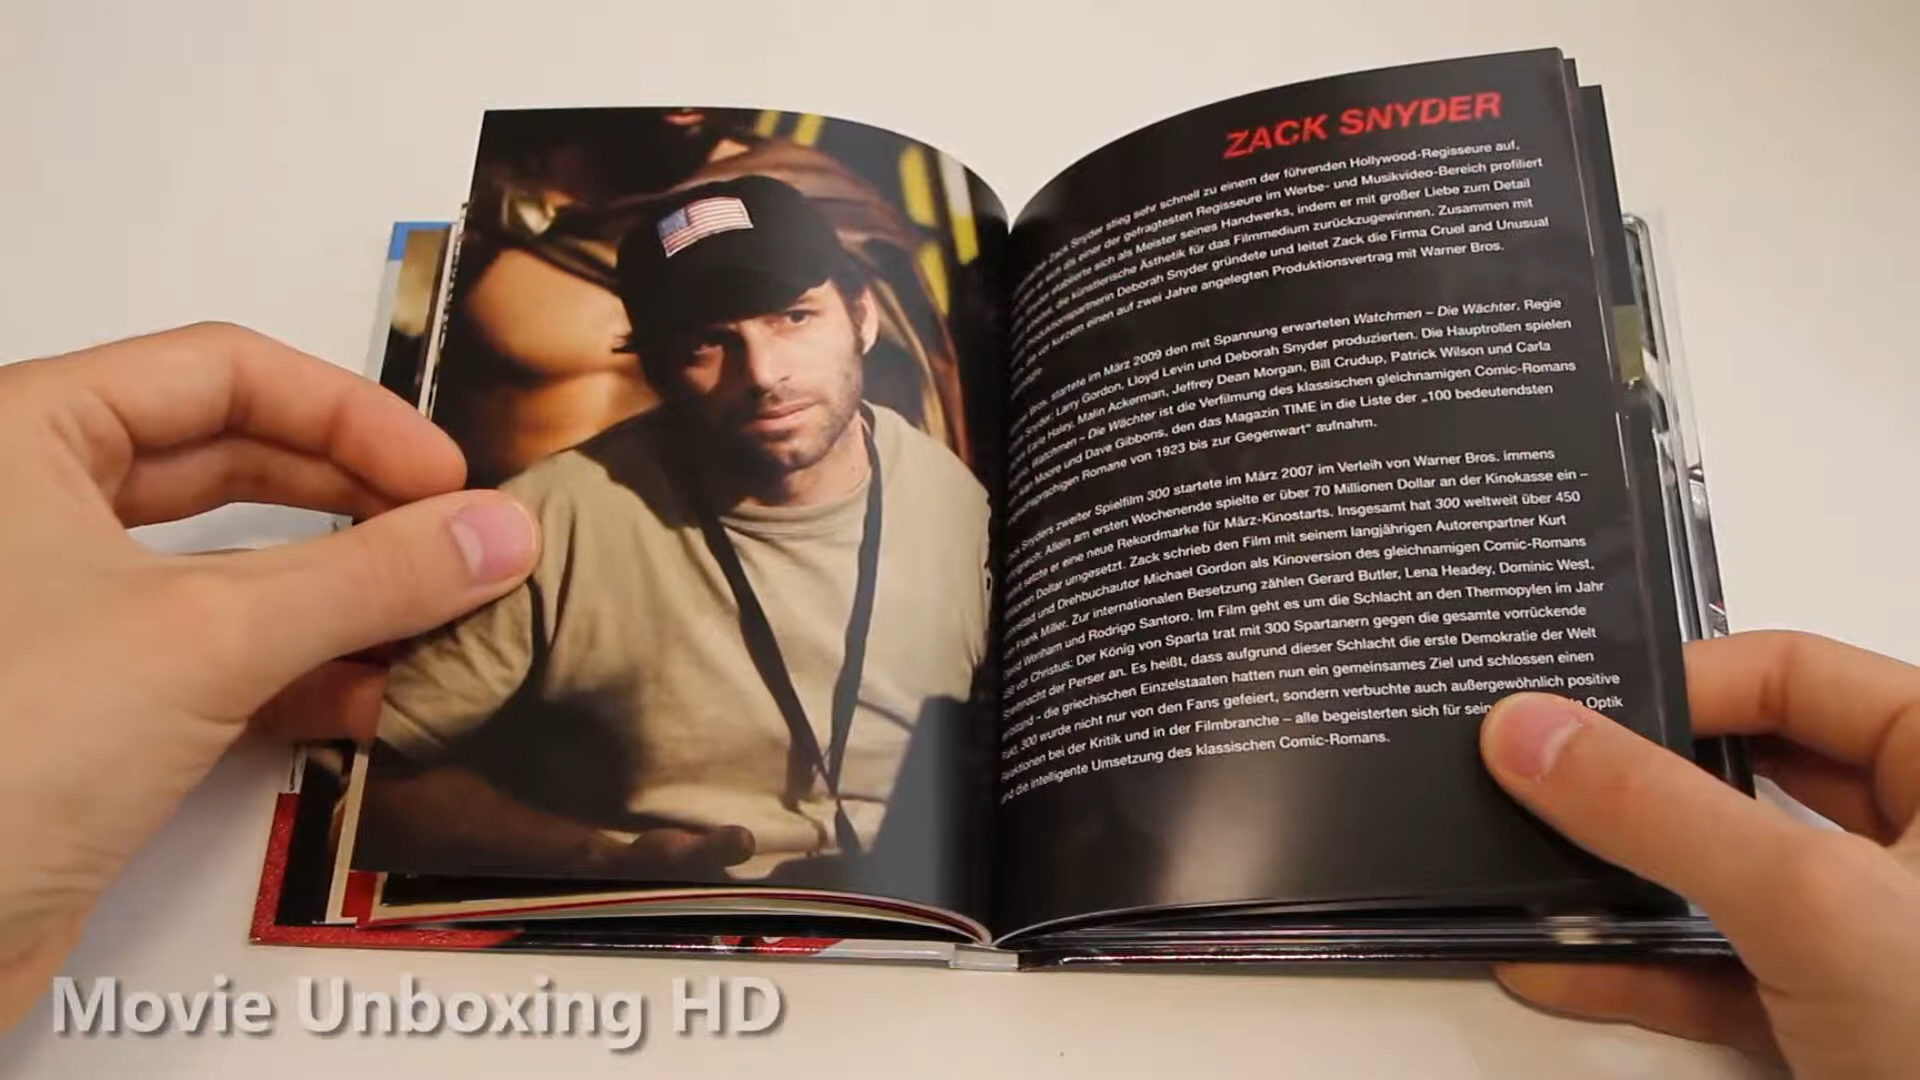 ZACK SNYDER
Zack Snyder stieg sehr schnell zu einem der führenden Hollywood-Regisseure auf,
sich als einer der gefragtesten Regisseure im Werbe- und Musikvideo-Bereich profiliert
etablierte sich als Meister seines Handwerks, indem er mit großer Liebe zum Detail
die künstlerische Ästhetik für das Filmmedium zurückzugewinnen. Zusammen mit
Produktionspartnerin Deborah Snyder gründete und leitet Zack die Firma Cruel and Unusual
die vor kurzem einen auf zwei Jahre angelegten Produktionsvertrag mit Warner Bros.
Bros. startete im März 2009 den mit Spannung erwarteten Watchmen – Die Wächter. Regie
Snyder; Larry Gordon, Lloyd Levin und Deborah Snyder produzierten. Die Hauptrollen spielen
Earle Haley, Malin Ackerman, Jeffrey Dean Morgan, Bill Crudup, Patrick Wilson und Carla
Watchmen – Die Wächter ist die Verfilmung des klassischen gleichnamigen Comic-Romans
Alan Moore und Dave Gibbons, den das Magazin TIME in die Liste der „100 bedeutendsten
Romane von 1923 bis zur Gegenwart“ aufnahm.
Zack Snyders zweiter Spielfilm 300 startete im März 2007 im Verleih von Warner Bros. immens
erfolgreich: Allein am ersten Wochenende spielte er über 70 Millionen Dollar an der Kinokasse ein –
setzte er eine neue Rekordmarke für März-Kinostarts. Insgesamt hat 300 weltweit über 450
Millionen Dollar umgesetzt. Zack schrieb den Film mit seinem langjährigen Autorenpartner Kurt
und Drehbuchautor Michael Gordon als Kinoversion des gleichnamigen Comic-Romans
Frank Miller. Zur internationalen Besetzung zählen Gerard Butler, Lena Headey, Dominic West,
David Wenham und Rodrigo Santoro. Im Film geht es um die Schlacht an den Thermopylen im Jahr
vor Christus: Der König von Sparta trat mit 300 Spartanern gegen die gesamte vorrückende
Streitmacht der Perser an. Es heißt, dass aufgrund dieser Schlacht die erste Demokratie der Welt
entstand – die griechischen Einzelstaaten hatten nun ein gemeinsames Ziel und schlossen einen
300 wurde nicht nur von den Fans gefeiert, sondern verbuchte auch außergewöhnlich positive
Reaktionen bei der Kritik und in der Filmbranche – alle begeisterten sich für Optik
und die intelligente Umsetzung des klassischen Comic-Romans.
Movie Unboxing HD